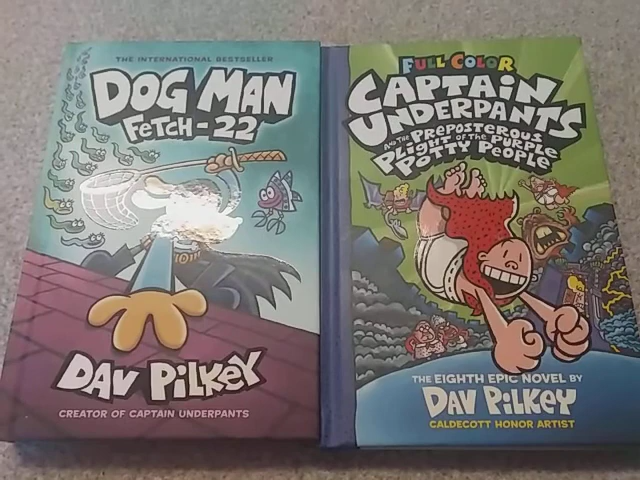 THE INTERNATIONAL BESTSELLER
DOG MAN
FETCH-22
DAV PILKEY
CREATOR OF CAPTAIN UNDERPANTS
FULL COLOR
CAPTAIN
UNDERPANTS
AND THE PREPOSTEROUS
PLIGHT OF THE PURPLE
POTTY PEOPLE
THE EIGHTH EPIC NOVEL BY
DAV PILKEY
CALDECOTT HONOR ARTIST